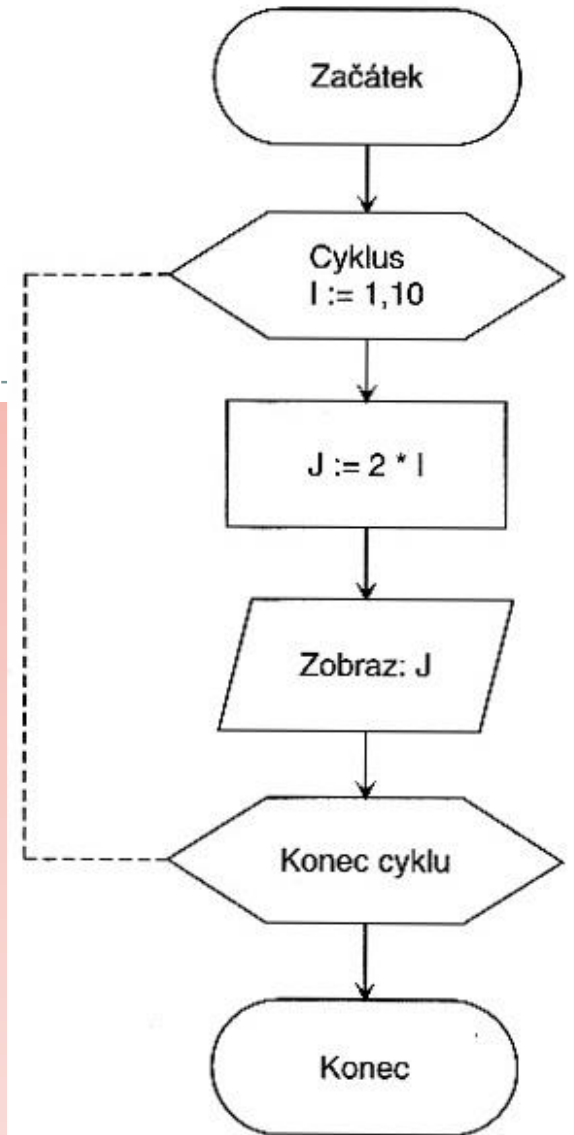 Začátek
Cyklus
I := 1,10
J := 2 * I
Zobraz: J
Konec cyklu
Konec